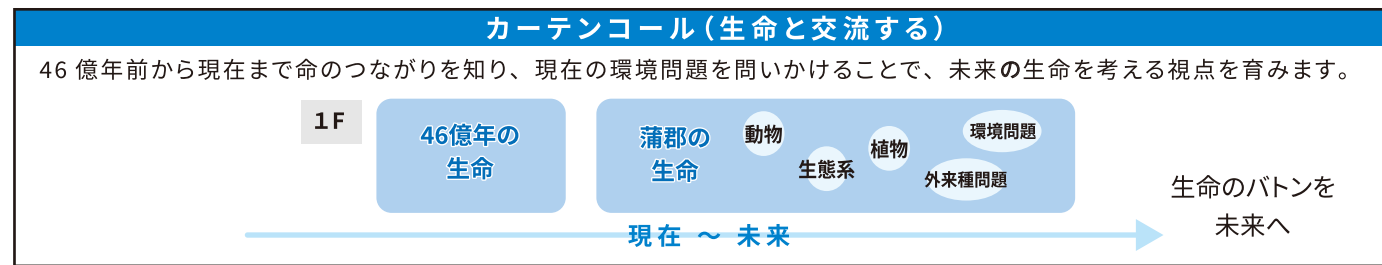 カーテンコール（生命と交流する）
46 億年前から現在まで命のつながりを知り、現在の環境問題を問いかけることで、未来の生命を考える視点を育みます。
1F
46億年の
生命
蒲郡の
生命
動物
生態系
植物
環境問題
外来種問題
生命のバトンを
未来へ
現在 ～ 未来